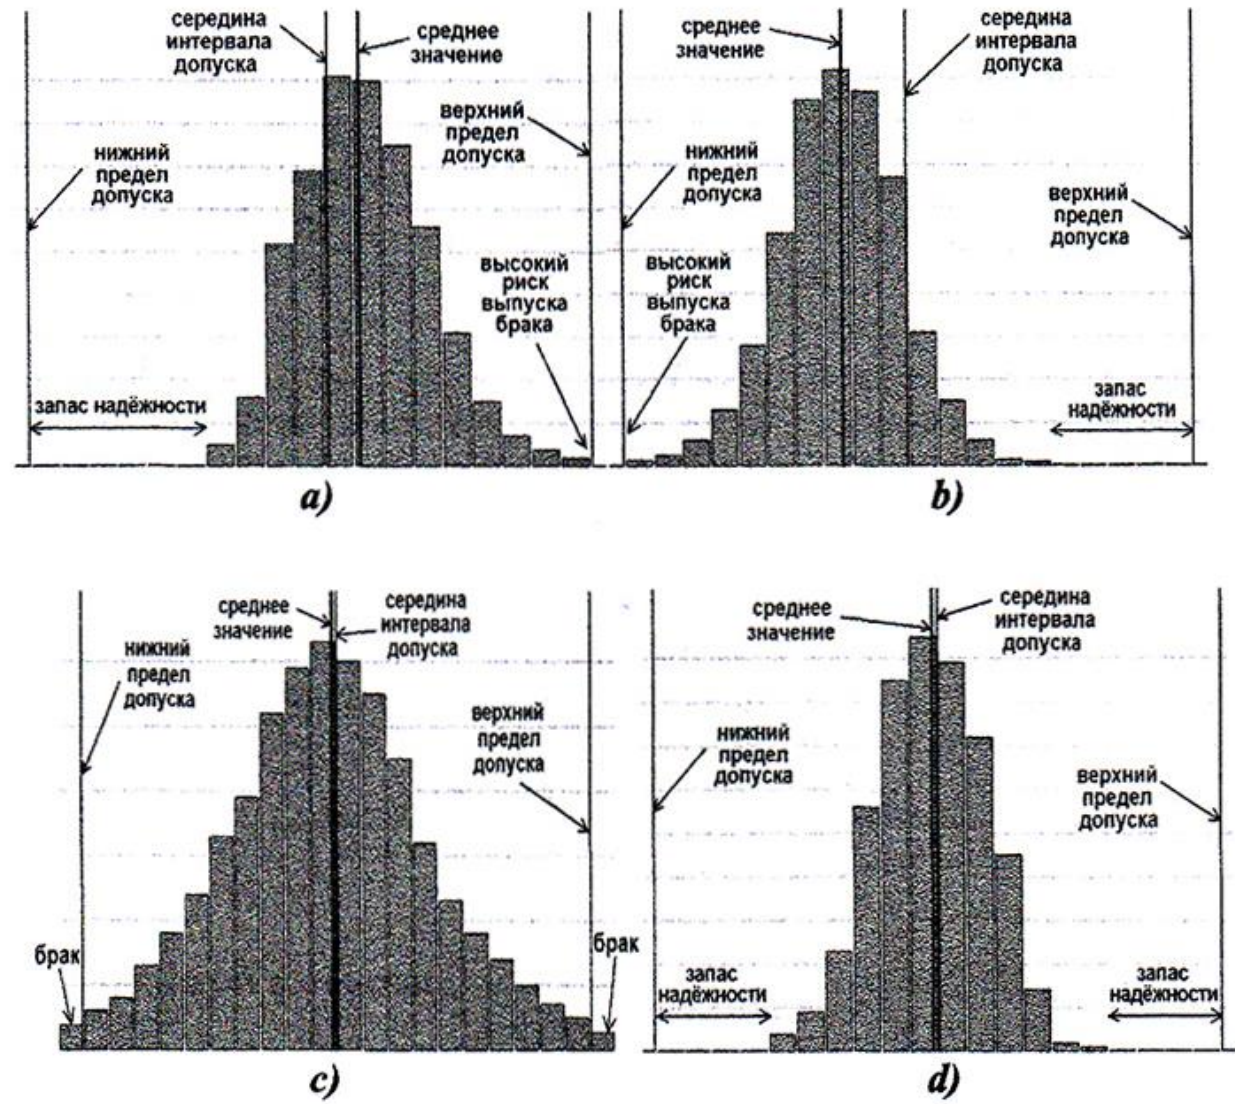 середина
интервала
допуска
среднее
значение
верхний
предел
допуска
нижний
предел
допуска
высокий
риск
выпуска
брака
запас надёжности
a)
среднее
значение
середина
интервала
допуска
нижний
предел
допуска
верхний
предел
допуска
высокий
риск
выпуска
брака
запас
надёжности
b)
среднее
значение
середина
интервала
допуска
нижний
предел
допуска
верхний
предел
допуска
брак
брак
c)
среднее
значение
середина
интервала
допуска
нижний
предел
допуска
верхний
предел
допуска
запас
надёжности
запас
надёжности
d)